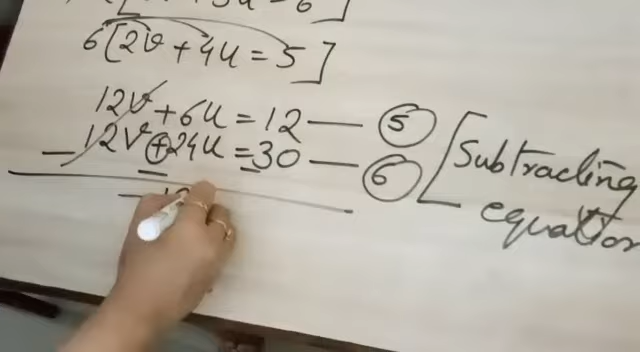 6[2v + 4u = 5]
12v + 6u = 12 — 5
- 12v + 24u = 30 — 6
- -
Subtracting
equation